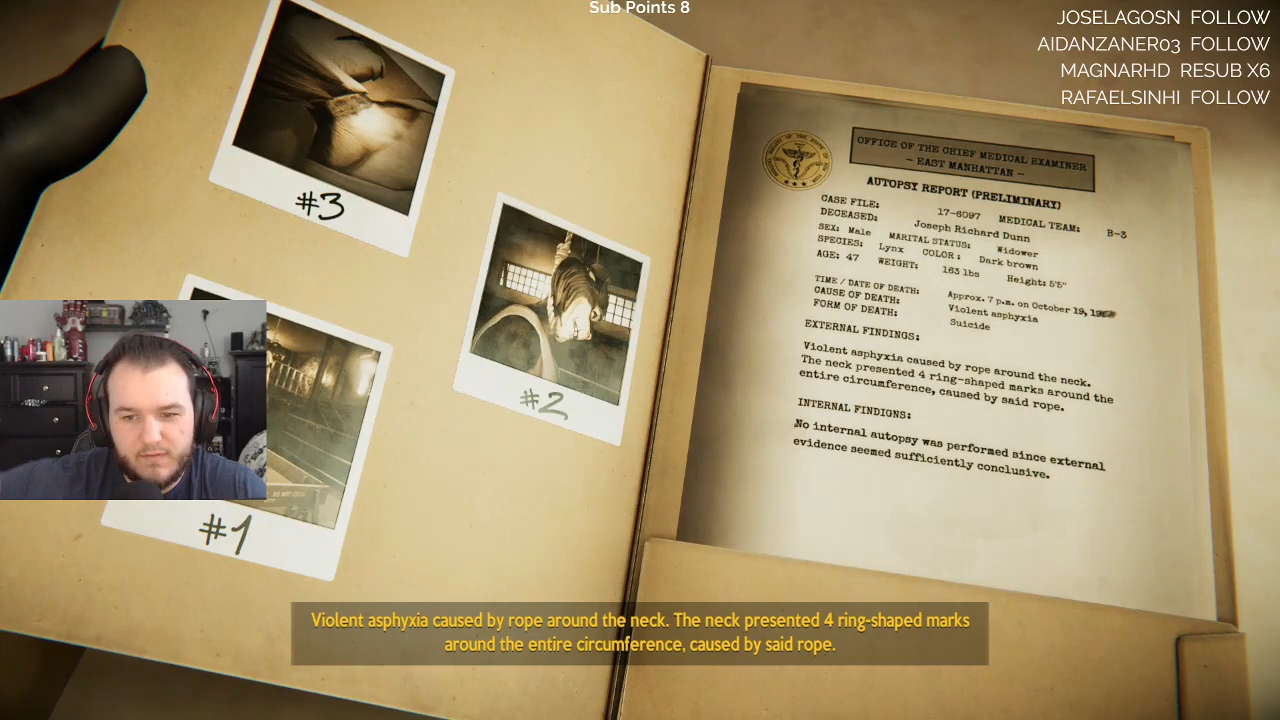 Sub Points 8
JOSELAGOSN FOLLOW
AIDANZANER03 FOLLOW
MAGNARHD RESUB X6
RAFAELSINHI FOLLOW
#3
#2
#1
OFFICE OF THE CHIEF MEDICAL EXAMINER
– EAST MANHATTAN –
AUTOPSY REPORT (PRELIMINARY)
CASE FILE: 17-6097 MEDICAL TEAM: B-3
DECEASED: Joseph Richard Dunn
SEX: Male MARITAL STATUS: Widower
SPECIES: Lynx COLOR: Dark brown
AGE: 47 WEIGHT: 163 lbs Height: 5'5"
TIME / DATE OF DEATH: Approx. 7 p.m. on October 19,
CAUSE OF DEATH: Violent asphyxia
FORM OF DEATH: Suicide
EXTERNAL FINDINGS:
Violent asphyxia caused by rope around the neck.
The neck presented 4 ring-shaped marks around the
entire circumference, caused by said rope.
INTERNAL FINDIGNS:
No internal autopsy was performed since external
evidence seemed sufficiently conclusive.
Violent asphyxia caused by rope around the neck. The neck presented 4 ring-shaped marks
around the entire circumference, caused by said rope.